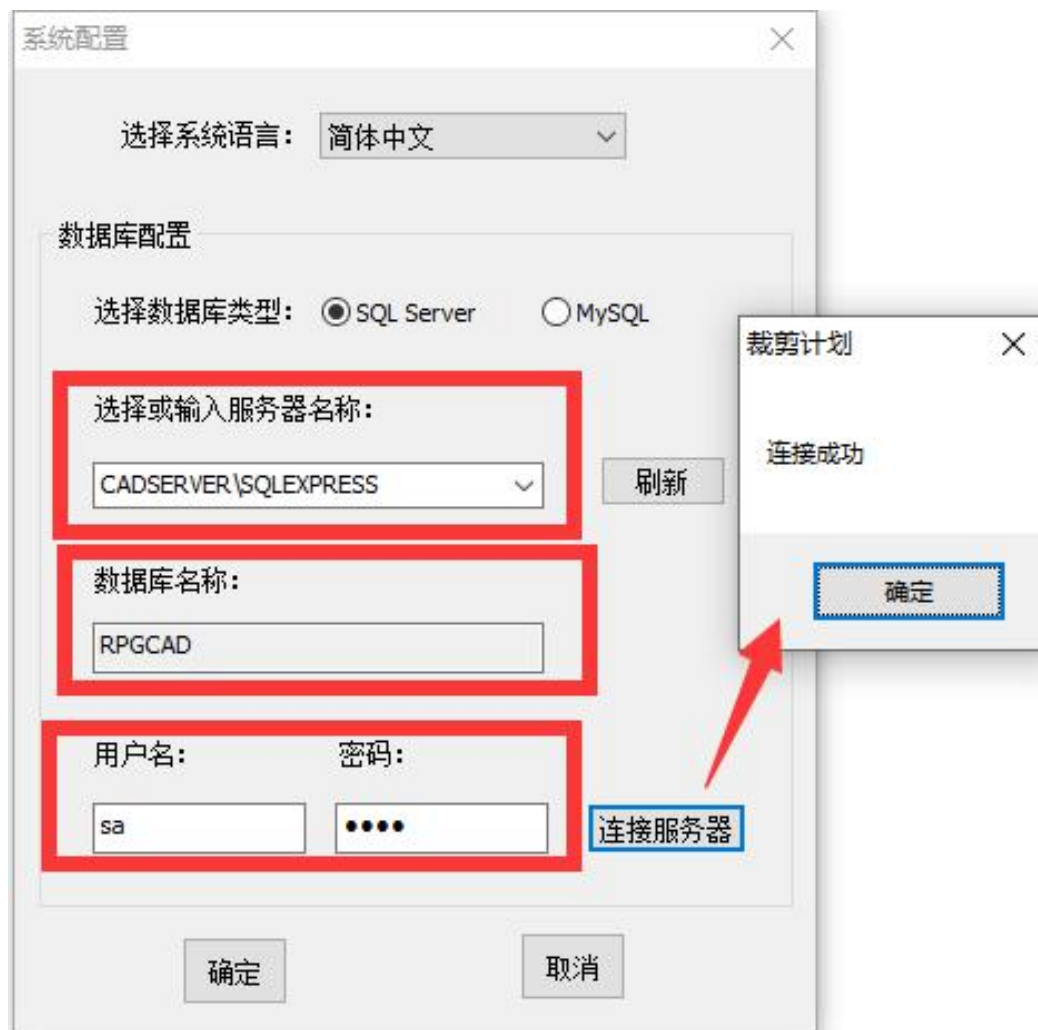 系统配置
选择系统语言： 简体中文
数据库配置
选择数据库类型： SQL Server MySQL
选择或输入服务器名称：
CADSERVER\SQLEXPRESS 刷新
数据库名称：
RPGCAD
用户名： 密码：
sa •••• 连接服务器
确定 取消
裁剪计划
连接成功
确定